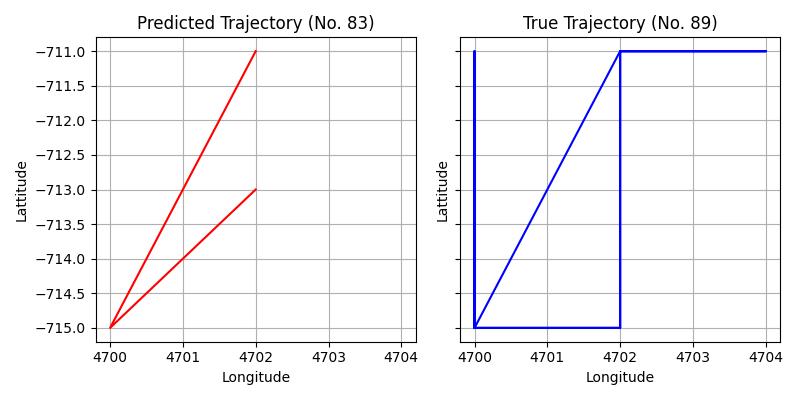 Predicted Trajectory (No. 83)
Lattitude
−711.0
−711.5
−712.0
−712.5
−713.0
−713.5
−714.0
−714.5
−715.0
4700 4701 4702 4703 4704
Longitude
True Trajectory (No. 89)
Lattitude
4700 4701 4702 4703 4704
Longitude